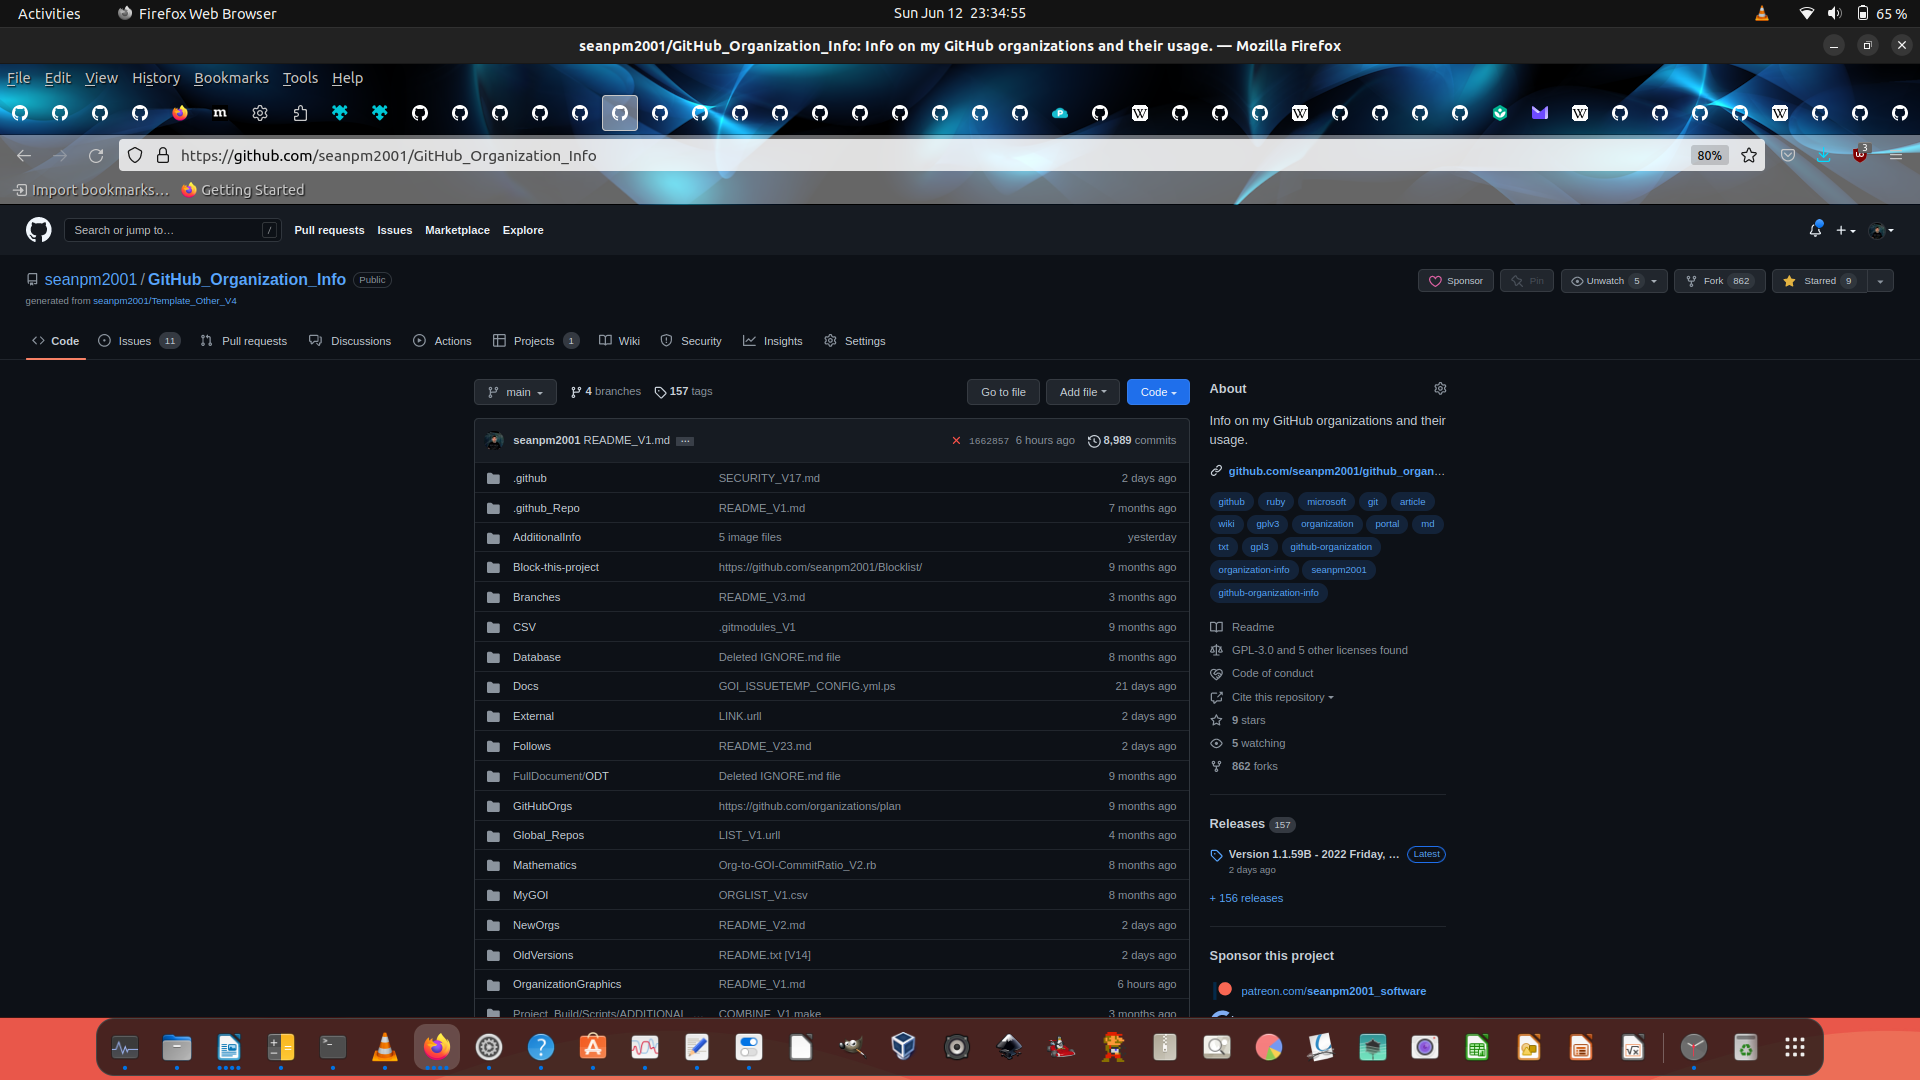 Activities Firefox Web Browser Sun Jun 12 23:34:55 65 %
seanpm2001/GitHub_Organization_Info: Info on my GitHub organizations and their usage. — Mozilla Firefox
File Edit View History Bookmarks Tools Help
https://github.com/seanpm2001/GitHub_Organization_Info 80% 3
Import bookmarks… Getting Started
Search or jump to… / Pull requests Issues Marketplace Explore
seanpm2001 / GitHub_Organization_Info Public Sponsor Pin Unwatch 5 Fork 862 Starred 9
generated from seanpm2001/Template_Other_V4
Code Issues 11 Pull requests Discussions Actions Projects 1 Wiki Security Insights Settings
main 4 branches 157 tags Go to file Add file Code
seanpm2001 README_V1.md ... 1662857 6 hours ago 8,989 commits
.github SECURITY_V17.md 2 days ago
.github_Repo README_V1.md 7 months ago
AdditionalInfo 5 image files yesterday
Block-this-project https://github.com/seanpm2001/Blocklist/ 9 months ago
Branches README_V3.md 3 months ago
CSV .gitmodules_V1 9 months ago
Database Deleted IGNORE.md file 8 months ago
Docs GOI_ISSUETEMP_CONFIG.yml.ps 21 days ago
External LINK.urll 2 days ago
Follows README_V23.md 2 days ago
FullDocument/ODT Deleted IGNORE.md file 9 months ago
GitHubOrgs https://github.com/organizations/plan 9 months ago
Global_Repos LIST_V1.urll 4 months ago
Mathematics Org-to-GOI-CommitRatio_V2.rb 8 months ago
MyGOI ORGLIST_V1.csv 8 months ago
NewOrgs README_V2.md 2 days ago
OldVersions README.txt [V14] 2 days ago
OrganizationGraphics README_V1.md 6 hours ago
Project_Build/Scripts/ADDITIONAL_… COMBINE_V1.make 3 months ago
About
Info on my GitHub organizations and their
usage.
github.com/seanpm2001/github_organ…
github ruby microsoft git article
wiki gplv3 organization portal md
txt gpl3 github-organization
organization-info seanpm2001
github-organization-info
Readme
GPL-3.0 and 5 other licenses found
Code of conduct
Cite this repository
9 stars
5 watching
862 forks
Releases 157
Version 1.1.59B - 2022 Friday, … Latest
2 days ago
+ 156 releases
Sponsor this project
patreon.com/seanpm2001_software